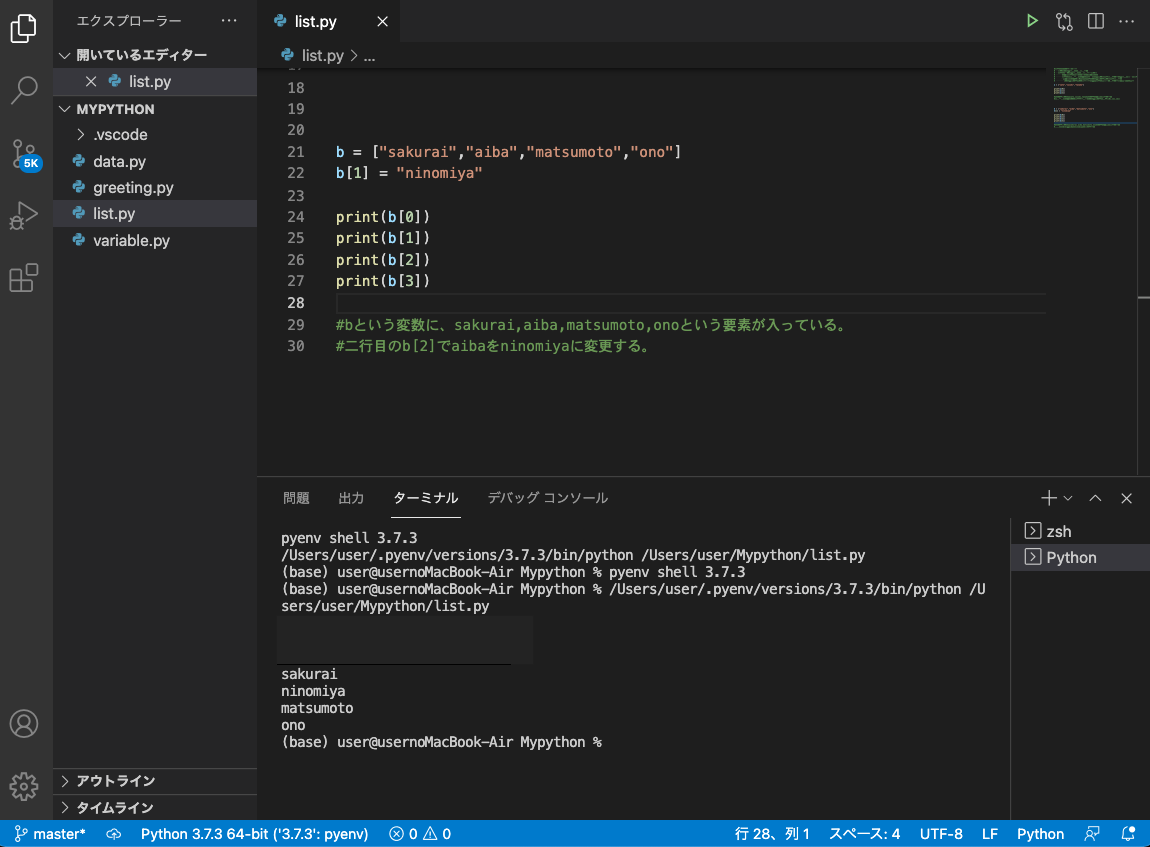 エクスプローラー ···
list.py
list.py > ...
開いているエディター
list.py
MYPYTHON
.vscode
data.py
greeting.py
list.py
variable.py
5K
アウトライン
タイムライン
18
19
20
21 b = ["sakurai","aiba","matsumoto","ono"]
22 b[1] = "ninomiya"
23
24 print(b[0])
25 print(b[1])
26 print(b[2])
27 print(b[3])
28
29 #bという変数に、sakurai,aiba,matsumoto,onoという要素が入っている。
30 #二行目のb[2]でaibaをninomiyaに変更する。
問題 出力 ターミナル デバッグ コンソール
pyenv shell 3.7.3
/Users/user/.pyenv/versions/3.7.3/bin/python /Users/user/Mypython/list.py
(base) user@usernoMacBook-Air Mypython % pyenv shell 3.7.3
(base) user@usernoMacBook-Air Mypython % /Users/user/.pyenv/versions/3.7.3/bin/python /U
sers/user/Mypython/list.py
sakurai
ninomiya
matsumoto
ono
(base) user@usernoMacBook-Air Mypython %
zsh
Python
master* Python 3.7.3 64-bit ('3.7.3': pyenv) 0 0 行 28、列 1 スペース: 4 UTF-8 LF Python